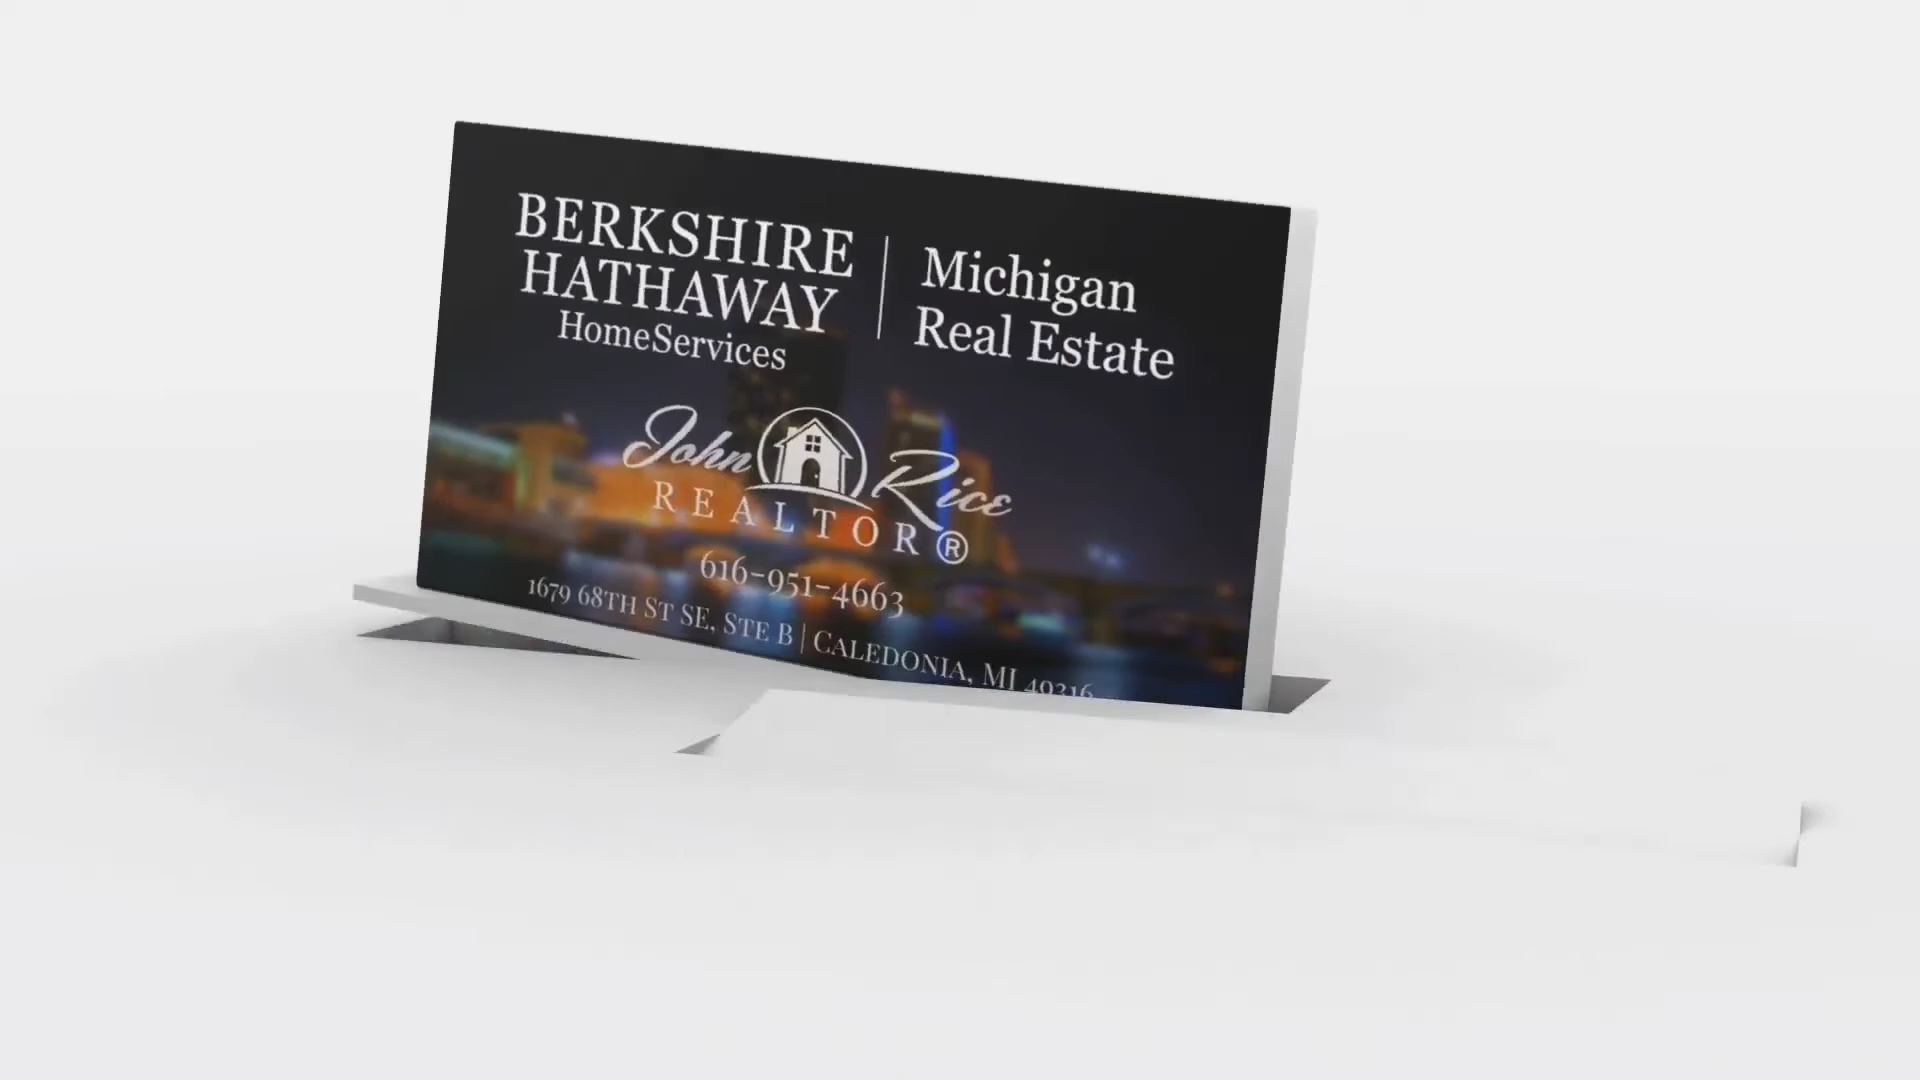 BERKSHIRE
HATHAWAY
HomeServices
Michigan
Real Estate
John Rice
REALTOR®
616-951-4663
1679 68TH ST SE, STE B | CALEDONIA, MI 49316